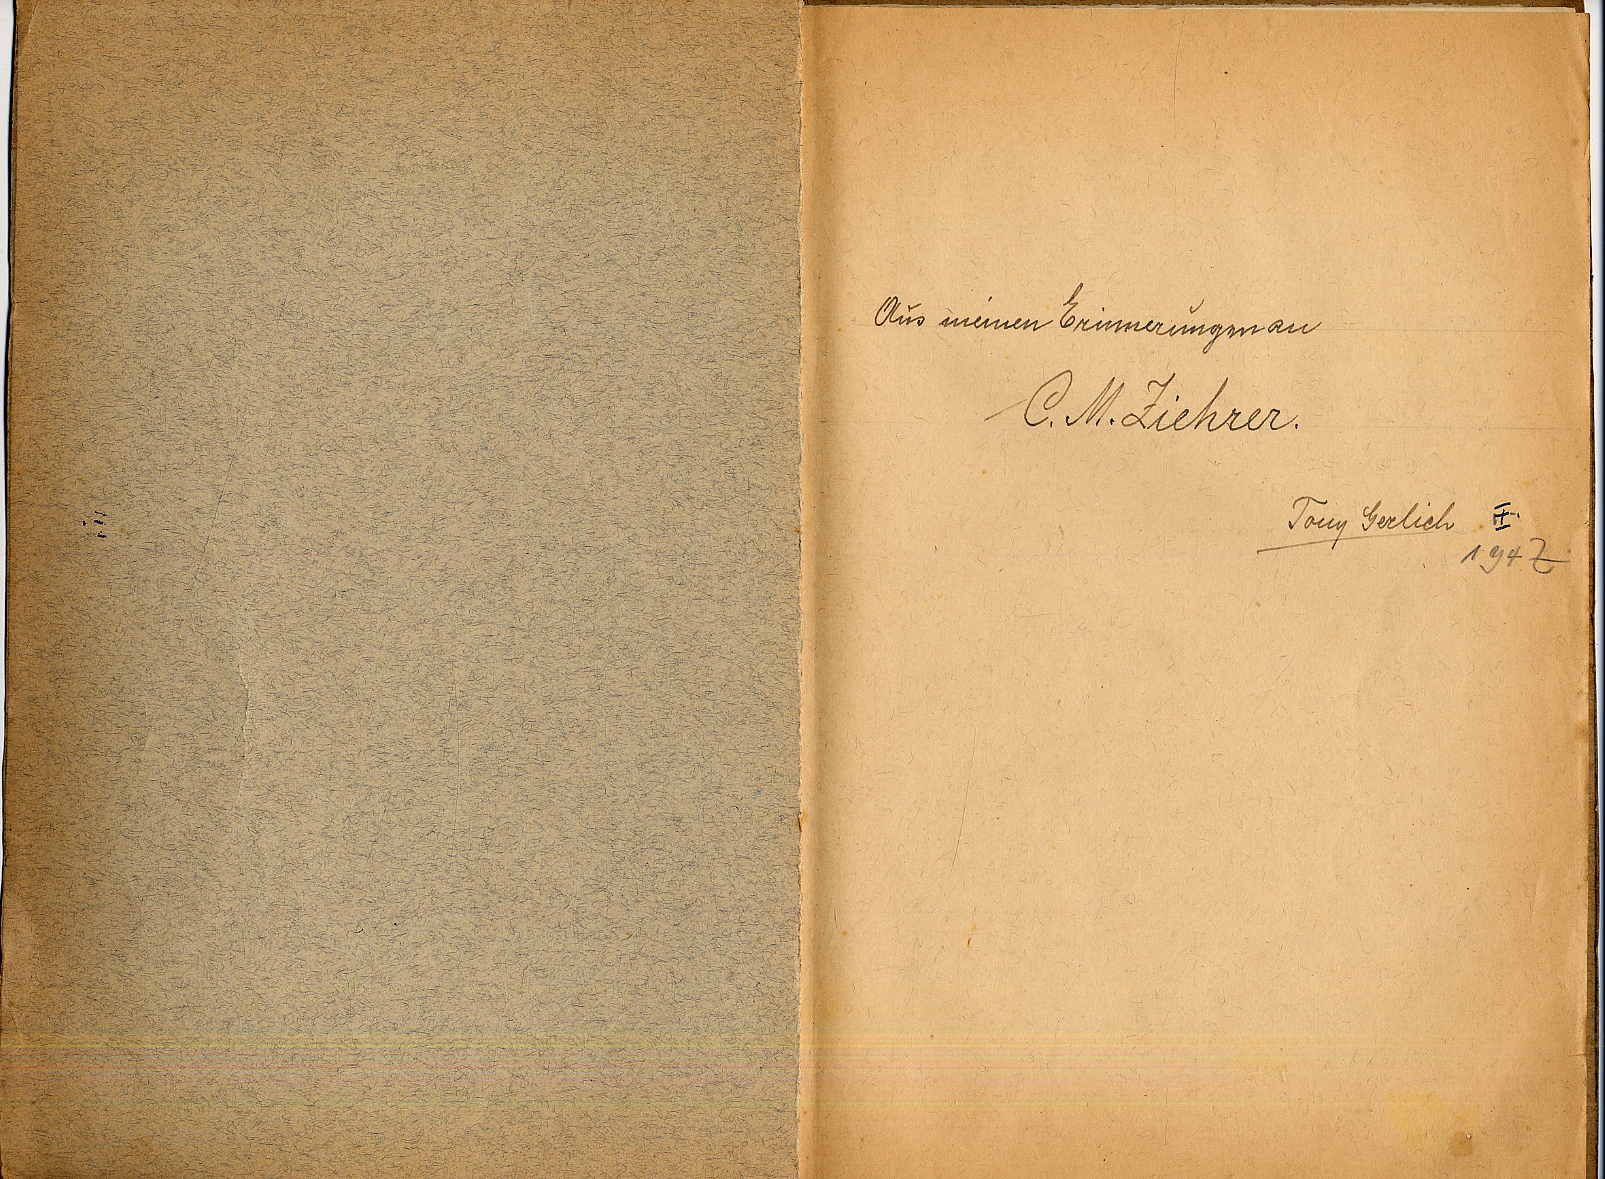 Aus meinen Erinnerungen an
C. M. Ziehrer.
Tony Gerlich
1947